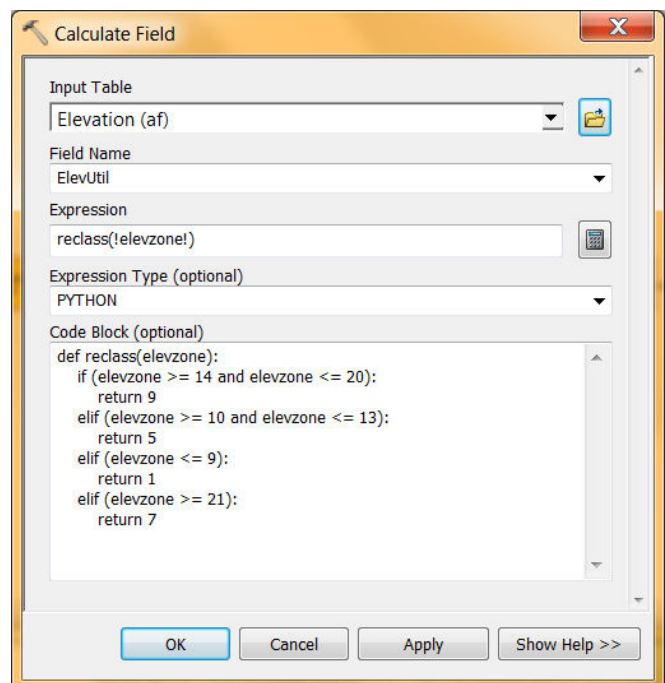 Calculate Field
Input Table
Elevation (af)
Field Name
ElevUtil
Expression
reclass(!elevzone!)
Expression Type (optional)
PYTHON
Code Block (optional)
def reclass(elevzone):
if (elevzone >= 14 and elevzone <= 20):
return 9
elif (elevzone >= 10 and elevzone <= 13):
return 5
elif (elevzone <= 9):
return 1
elif (elevzone >= 21):
return 7
OK Cancel Apply Show Help >>